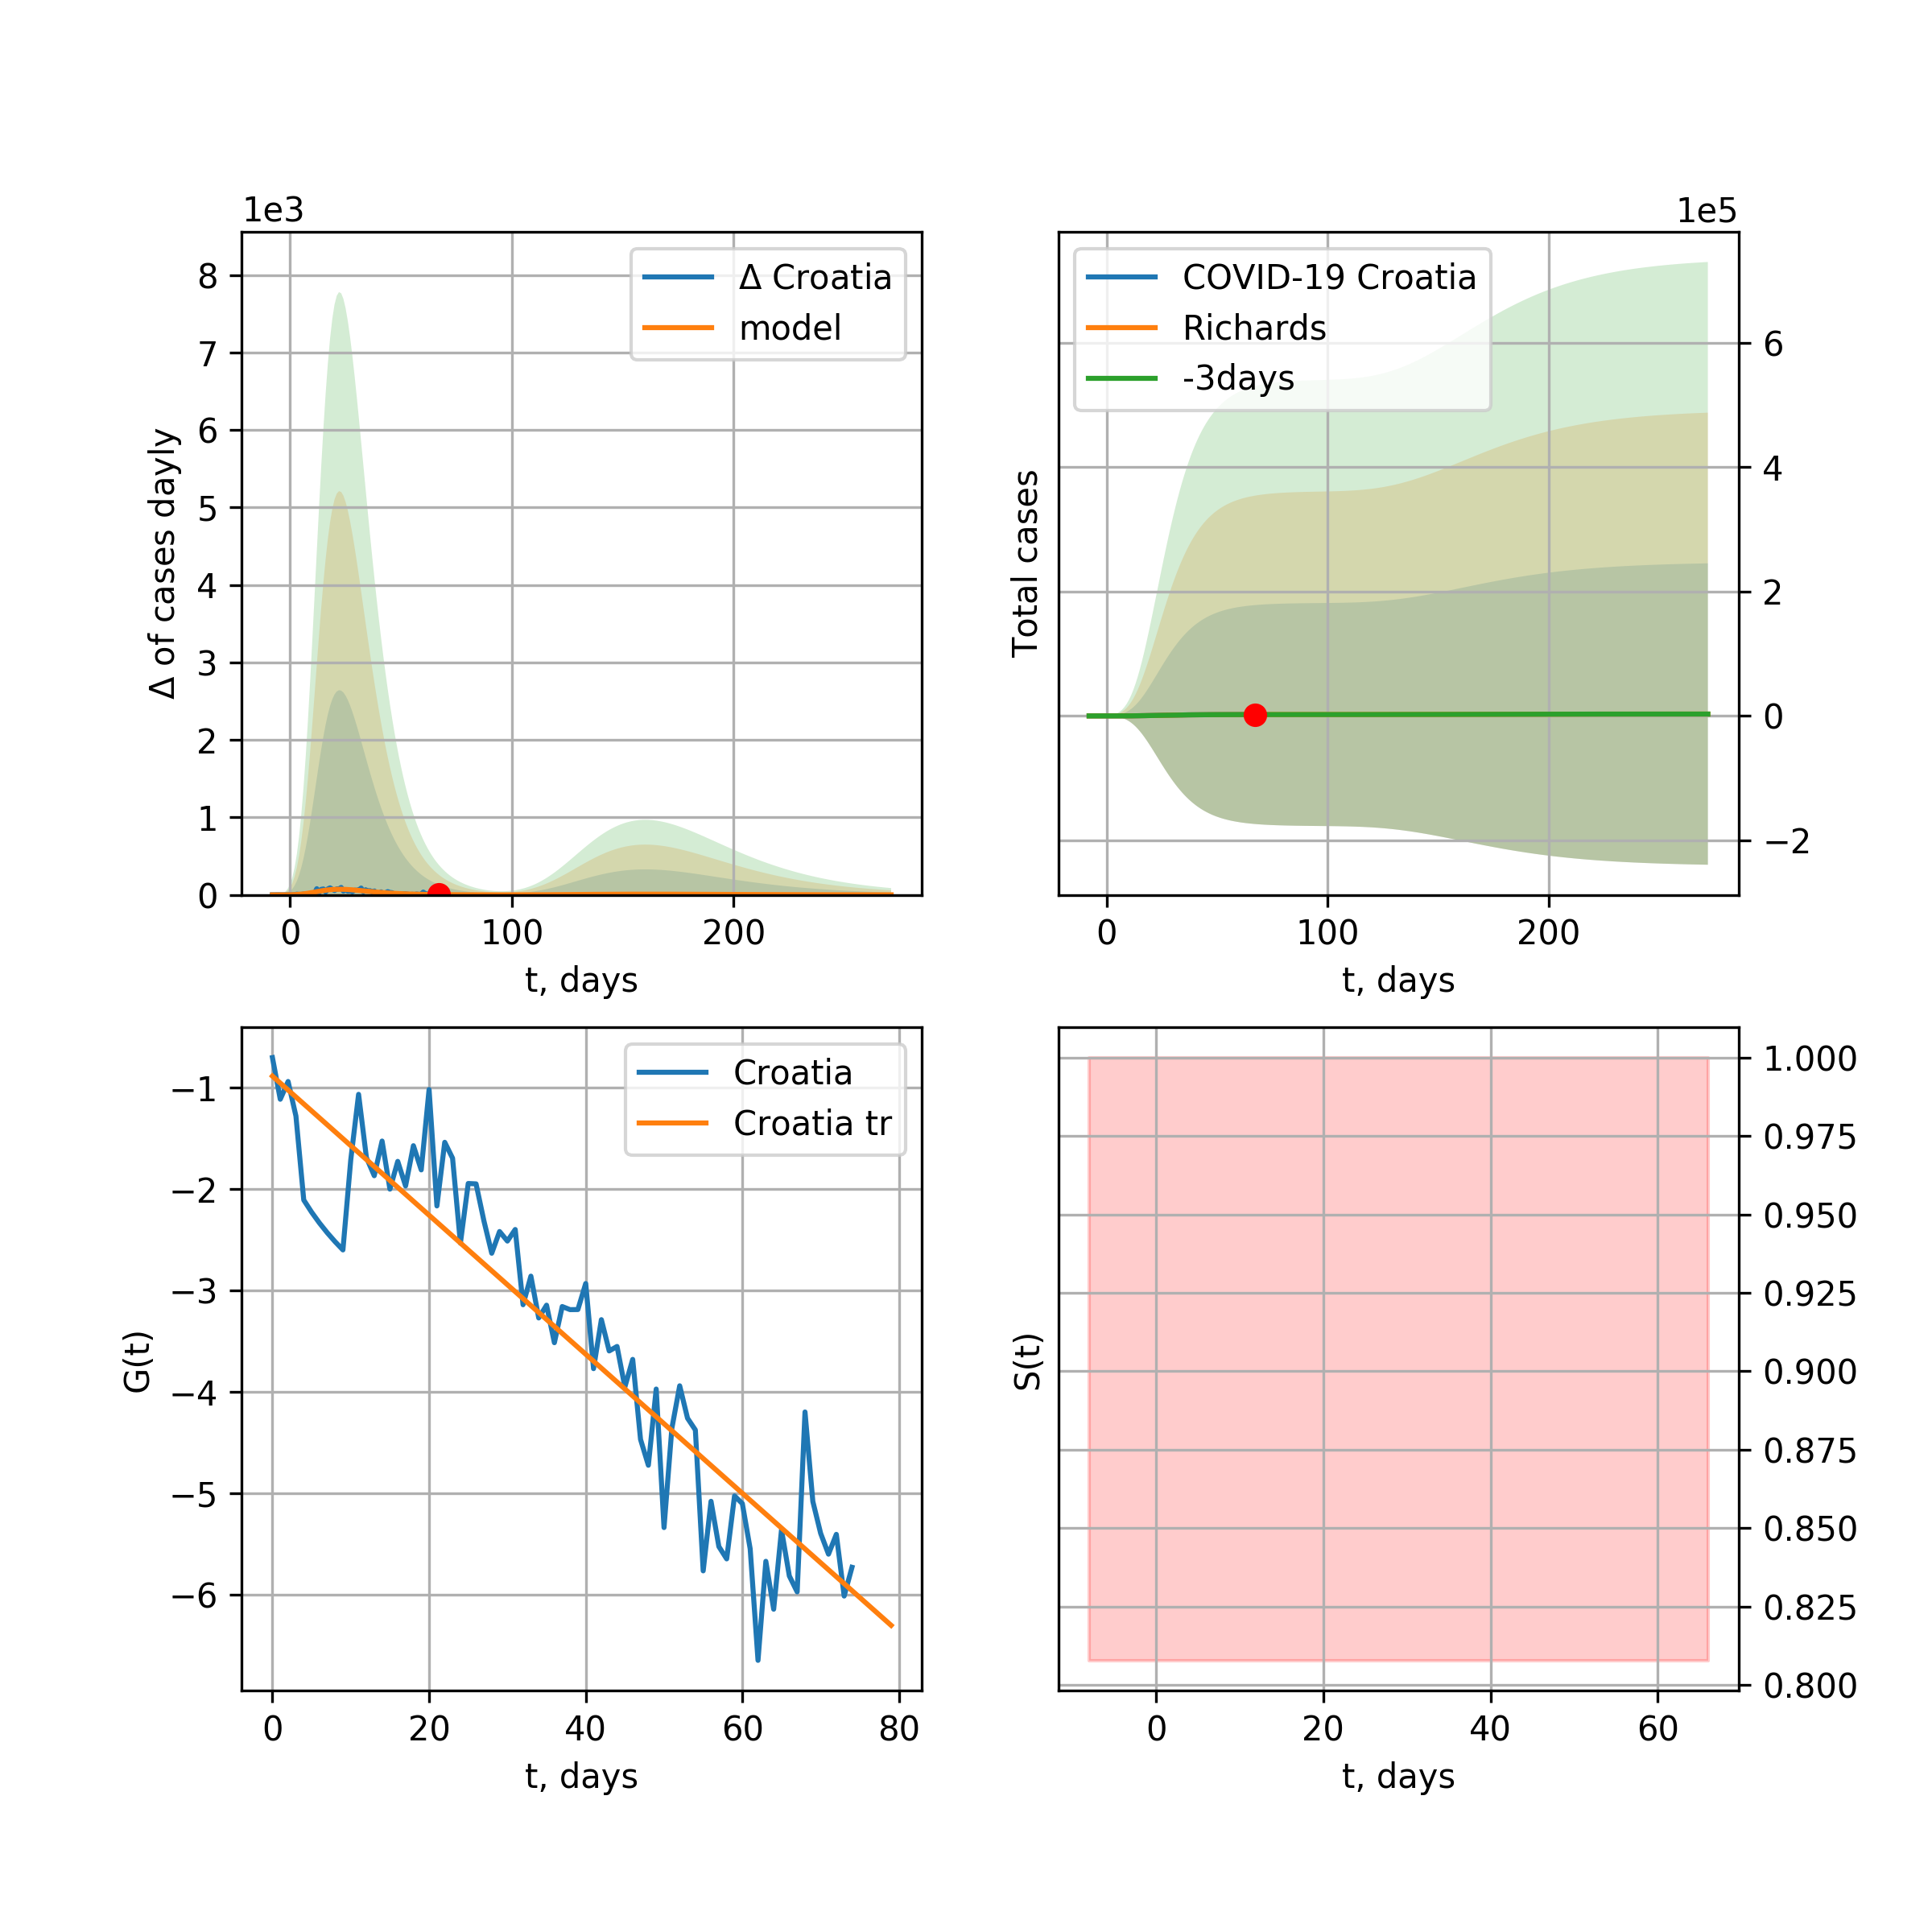 1e3
Δ of cases dayly
8
7
6
5
4
3
2
1
0
0 100 200
t, days
Δ Croatia
model
1e5
Total cases
6
4
2
0
−2
0 100 200
t, days
COVID-19 Croatia
Richards
-3days
G(t)
−1
−2
−3
−4
−5
−6
0 20 40 60 80
t, days
Croatia
Croatia tr
S(t)
1.000
0.975
0.950
0.925
0.900
0.875
0.850
0.825
0.800
0 20 40 60
t, days